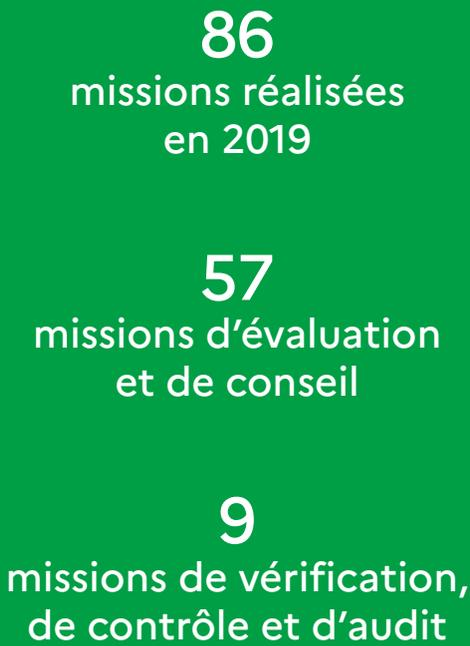 86
missions réalisées
en 2019
57
missions d’évaluation
et de conseil
9
missions de vérification,
de contrôle et d’audit